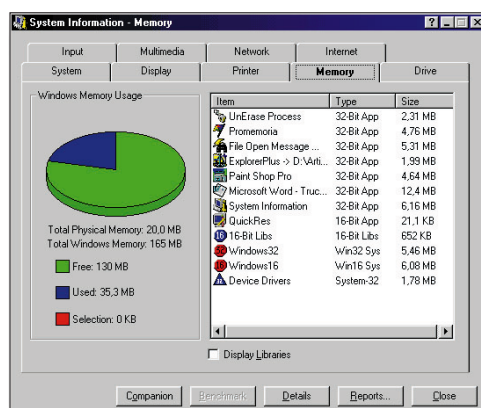 System Information - Memory
Input Multimedia Network Internet
System Display Printer Memory Drive
Windows Memory Usage
Total Physical Memory: 20,0 MB
Total Windows Memory: 165 MB
Free: 130 MB
Used: 35,3 MB
Selection: 0 KB
Item Type Size
UnErase Process 32-Bit App 2,31 MB
Promemoria 32-Bit App 4,76 MB
File Open Message ... 32-Bit App 5,31 MB
ExplorerPlus -> D:\Arti... 32-Bit App 1,99 MB
Paint Shop Pro 32-Bit App 4,64 MB
Microsoft Word - Truc... 32-Bit App 12,4 MB
System Information 32-Bit App 6,16 MB
QuickRes 16-Bit App 21,1 KB
16-Bit Libs 16-Bit Libs 652 KB
Windows32 Win32 Sys 5,46 MB
Windows16 Win16 Sys 6,08 MB
Device Drivers System-32 1,78 MB
Display Libraries
Companion Benchmark Details Reports... Close